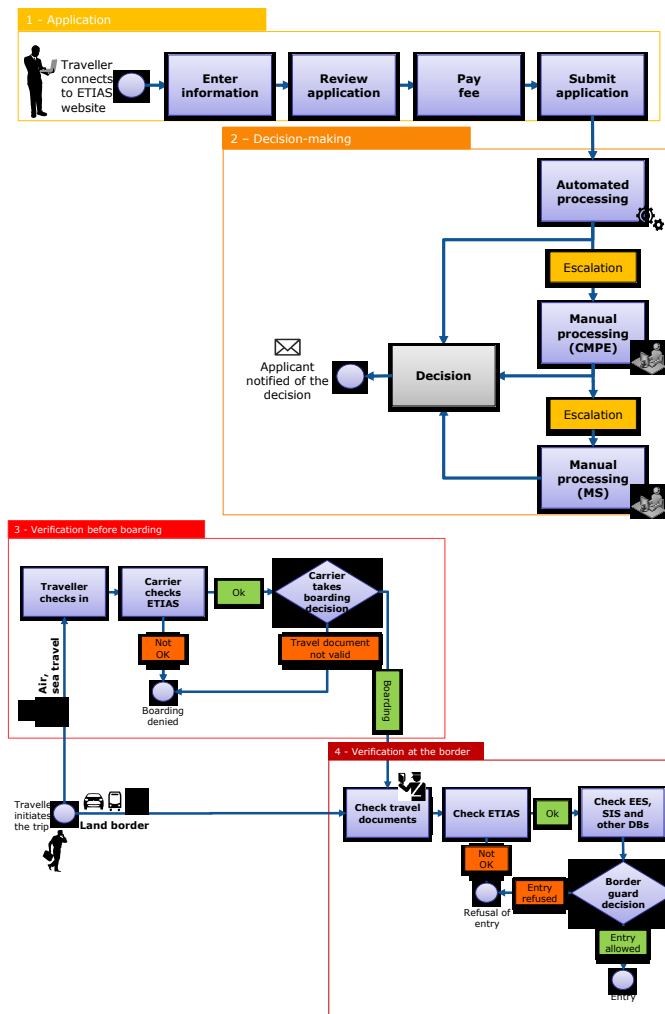 1 - Application
Traveller
connects
to ETIAS
website
Enter
information
Review
application
Pay
fee
Submit
application
2 – Decision-making
Automated
processing
Escalation
Manual
processing
(CMPE)
Applicant
notified of the
decision
Decision
Escalation
Manual
processing
(MS)
3 - Verification before boarding
Traveller
checks in
Carrier
checks
ETIAS
Ok
Carrier
takes
boarding
decision
Not
OK
Travel document
not valid
Boarding
denied
Boarding
Air,
sea travel
4 - Verification at the border
Travelle
initiates
the trip
Land border
Check travel
documents
Check ETIAS
Ok
Check EES,
SIS and
other DBs
Not
OK
Refusal of
entry
Entry
refused
Border
guard
decision
Entry
allowed
Entry